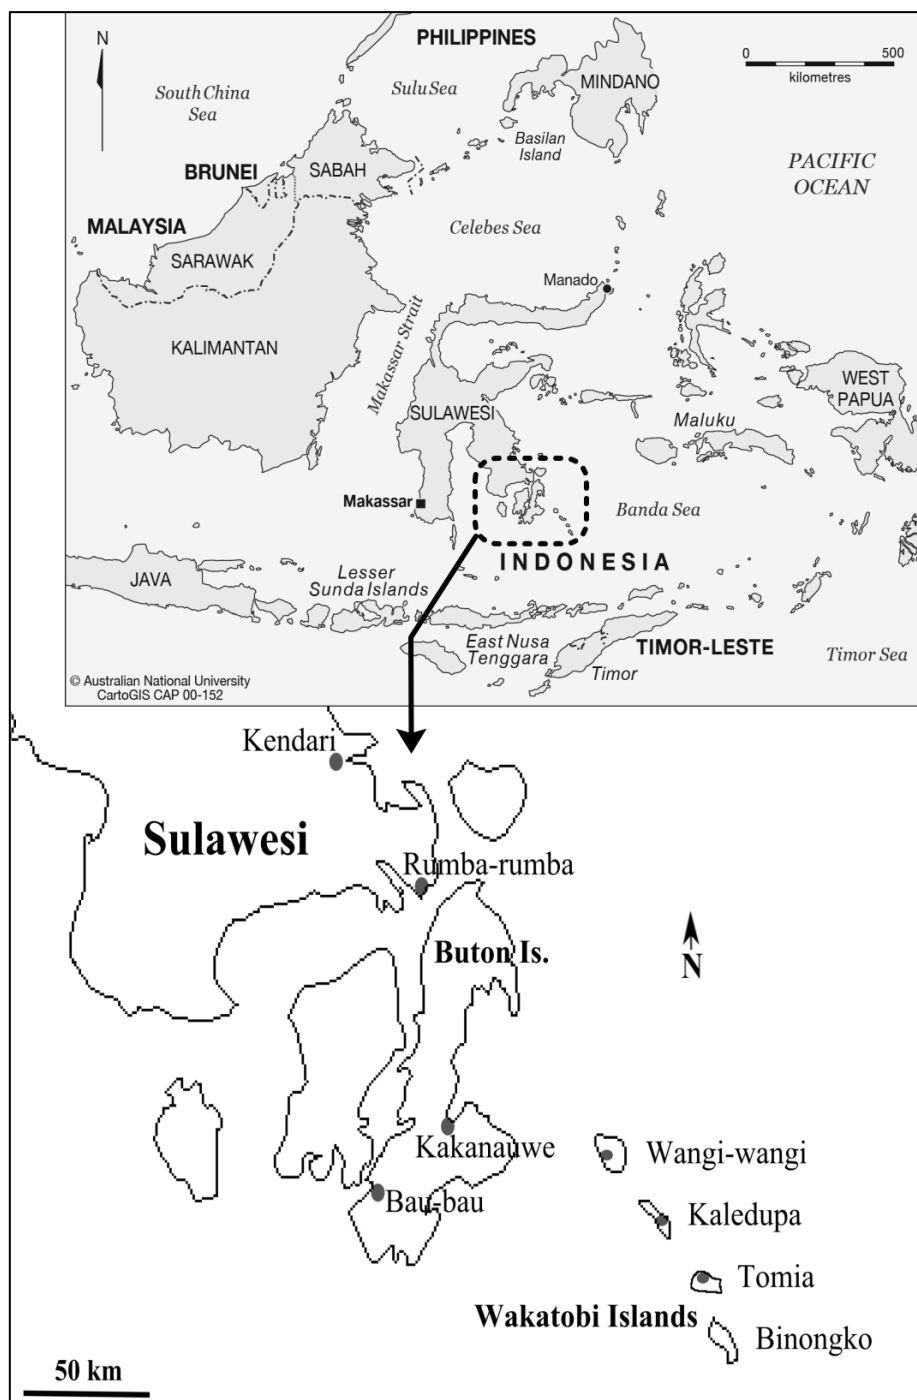 PHILIPPINES
N
0 500
kilometres
MINDANO
South China
Sea
Sulu Sea
Basilan
Island
PACIFIC
OCEAN
BRUNEI
SABAH
MALAYSIA
SARAWAK
Celebes Sea
Manado
KALIMANTAN
Makassar Strait
WEST
PAPUA
SULAWESI
Maluku
Makassar
Banda Sea
INDONESIA
JAVA
Lesser
Sunda Islands
East Nusa
Tenggara
TIMOR-LESTE
Timor
Timor Sea
© Australian National University
CartoGIS CAP 00-152
Kendari
Sulawesi
Rumba-rumba
Buton Is.
N
Kakanauwe
Wangi-wangi
Bau-bau
Kaledupa
Tomia
Wakatobi Islands
Binongko
50 km